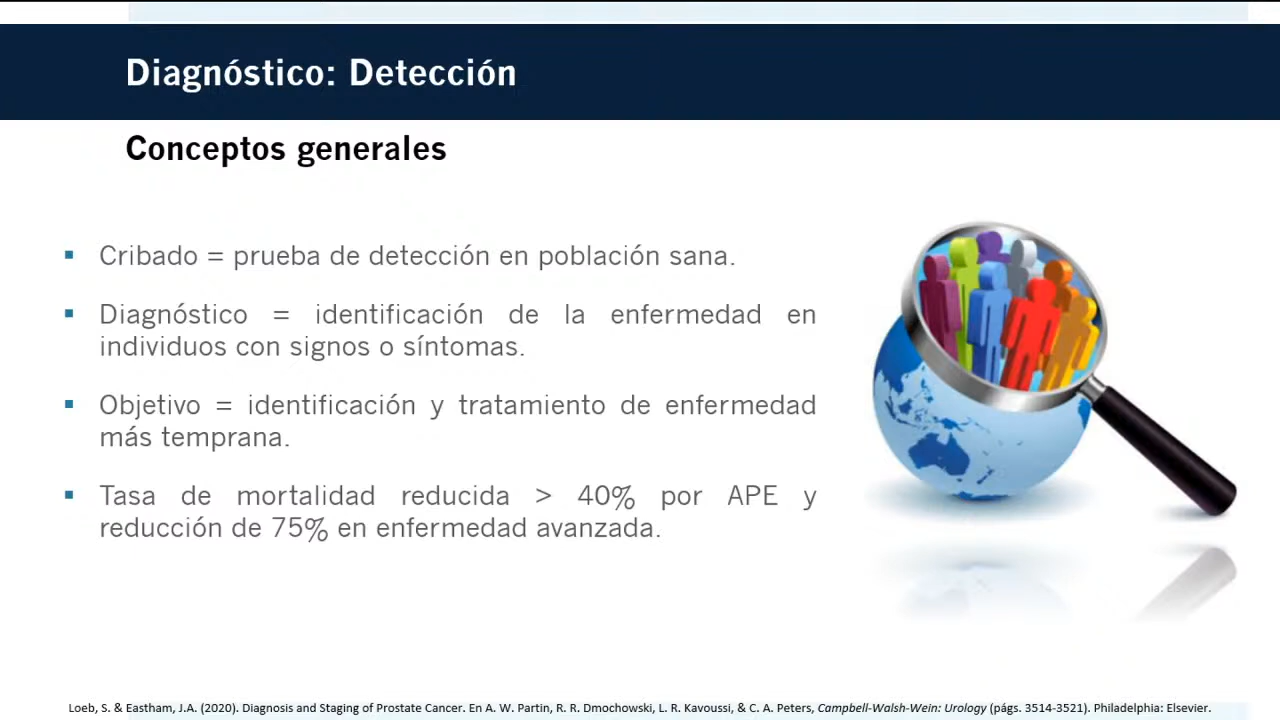 Diagnóstico: Detección
Conceptos generales
▪ Cribado = prueba de detección en población sana.
▪ Diagnóstico = identificación de la enfermedad en
individuos con signos o síntomas.
▪ Objetivo = identificación y tratamiento de enfermedad
más temprana.
▪ Tasa de mortalidad reducida > 40% por APE y
reducción de 75% en enfermedad avanzada.
Loeb, S. & Eastham, J.A. (2020). Diagnosis and Staging of Prostate Cancer. En A. W. Partin, R. R. Dmochowski, L. R. Kavoussi, & C. A. Peters, Campbell-Walsh-Wein: Urology (págs. 3514-3521). Philadelphia: Elsevier.